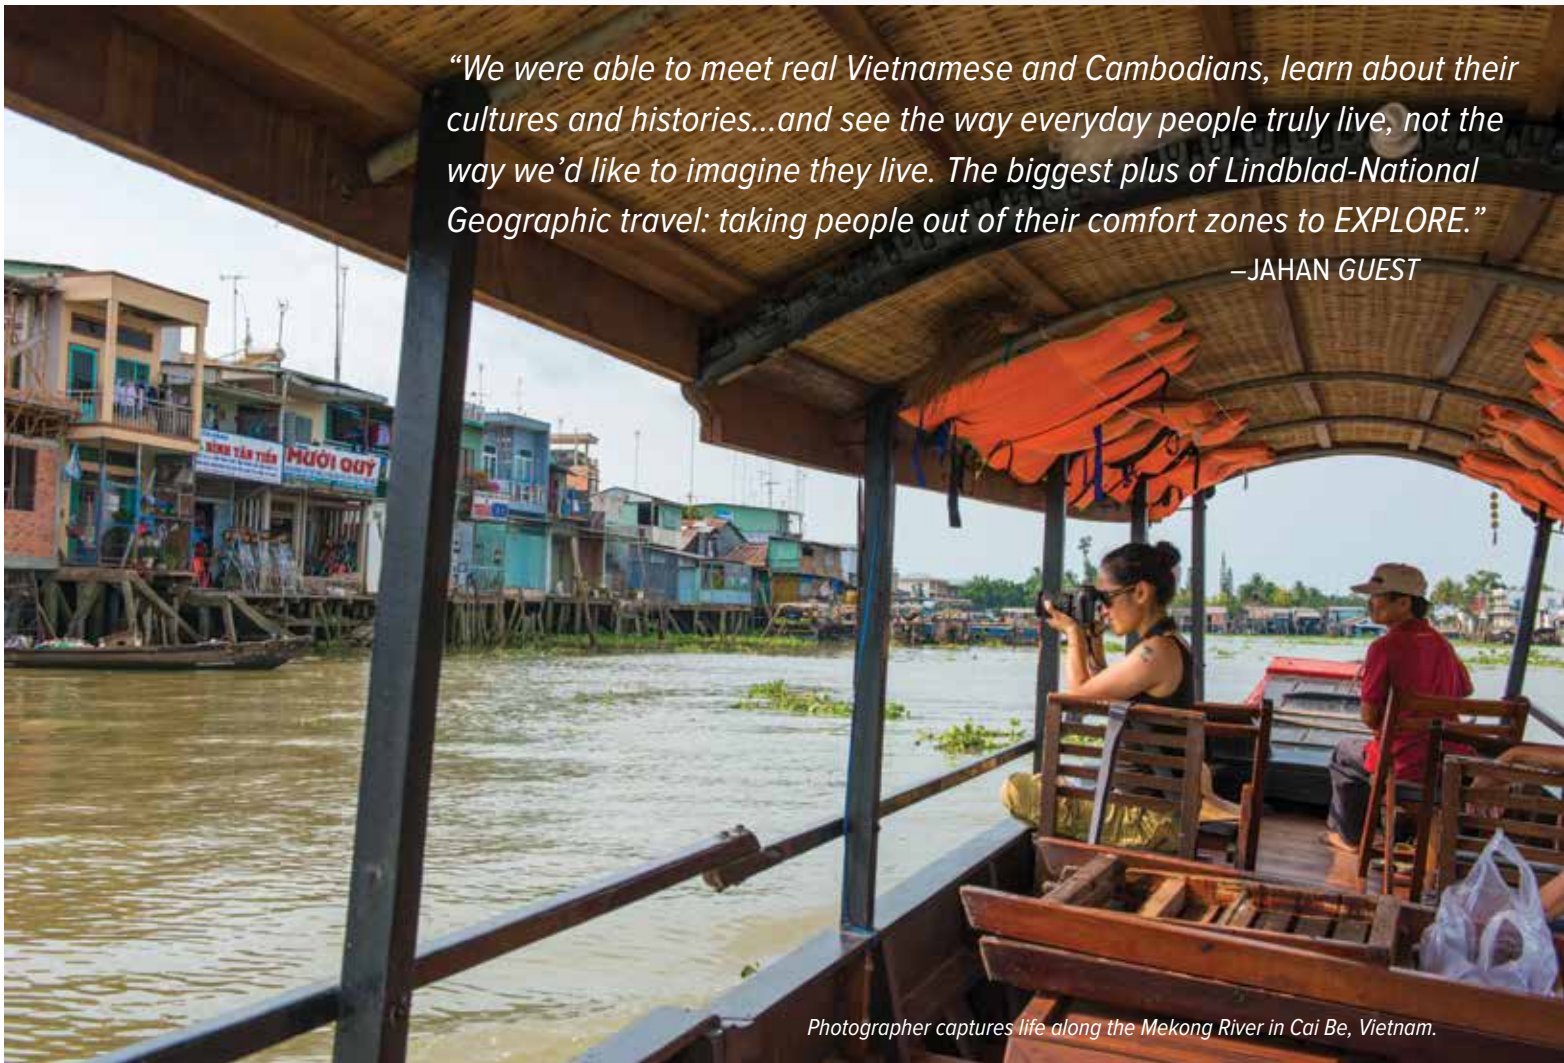 “We were able to meet real Vietnamese and Cambodians, learn about their
cultures and histories...and see the way everyday people truly live, not the
way we’d like to imagine they live. The biggest plus of Lindblad-National
Geographic travel: taking people out of their comfort zones to EXPLORE.”
–JAHAN GUEST
BÌNH TÂN TIẾN
MƯỜI QUÝ
Photographer captures life along the Mekong River in Cai Be, Vietnam.